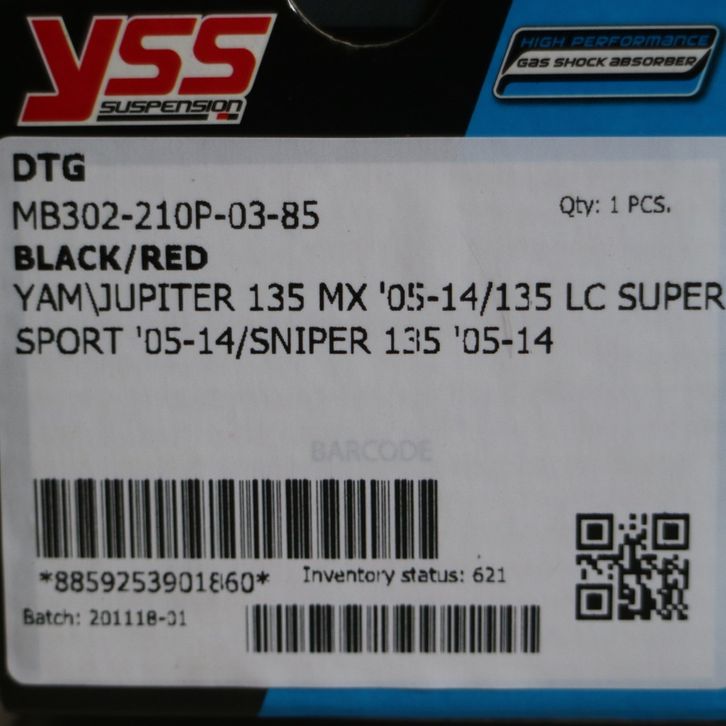 YSS
SUSPENSION
HIGH PERFORMANCE
GAS SHOCK ABSORBER
DTG
MB302-210P-03-85
Qty: 1 PCS.
BLACK/RED
YAM\JUPITER 135 MX '05-14/135 LC SUPER
SPORT '05-14/SNIPER 135 '05-14
BARCODE
*8859253901860*
Inventory status: 621
Batch: 201118-01